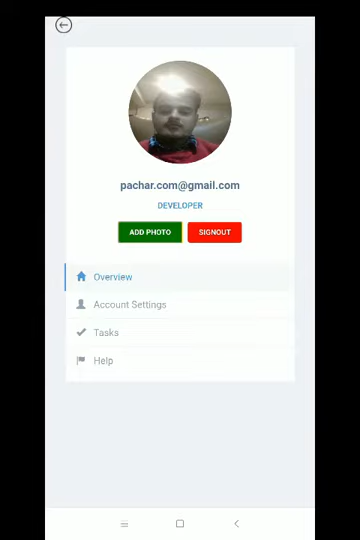 pachar.com@gmail.com
DEVELOPER
ADD PHOTO SIGNOUT
Overview
Account Settings
Tasks
Help